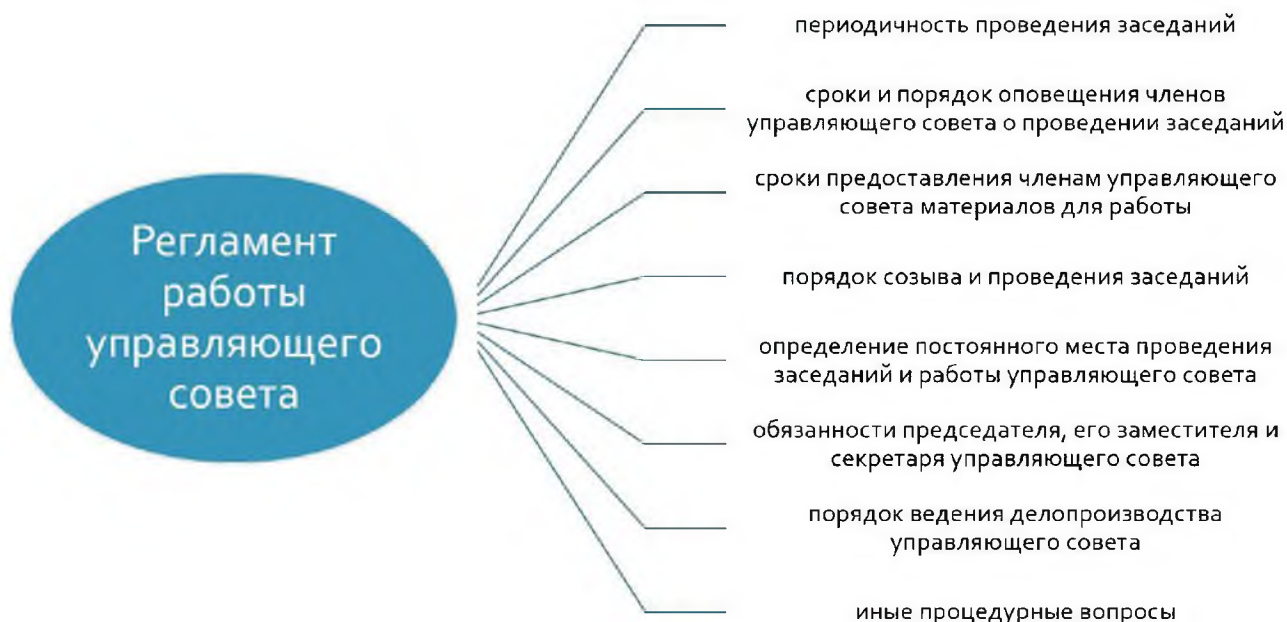 Регламент
работы
управляющего
совета
периодичность проведения заседаний
сроки и порядок оповещения членов
управляющего совета о проведении заседаний
сроки предоставления членам управляющего
совета материалов для работы
порядок созыва и проведения заседаний
определение постоянного места проведения
заседаний и работы управляющего совета
обязанности председателя, его заместителя и
секретаря управляющего совета
порядок ведения делопроизводства
управляющего совета
иные процедурные вопросы